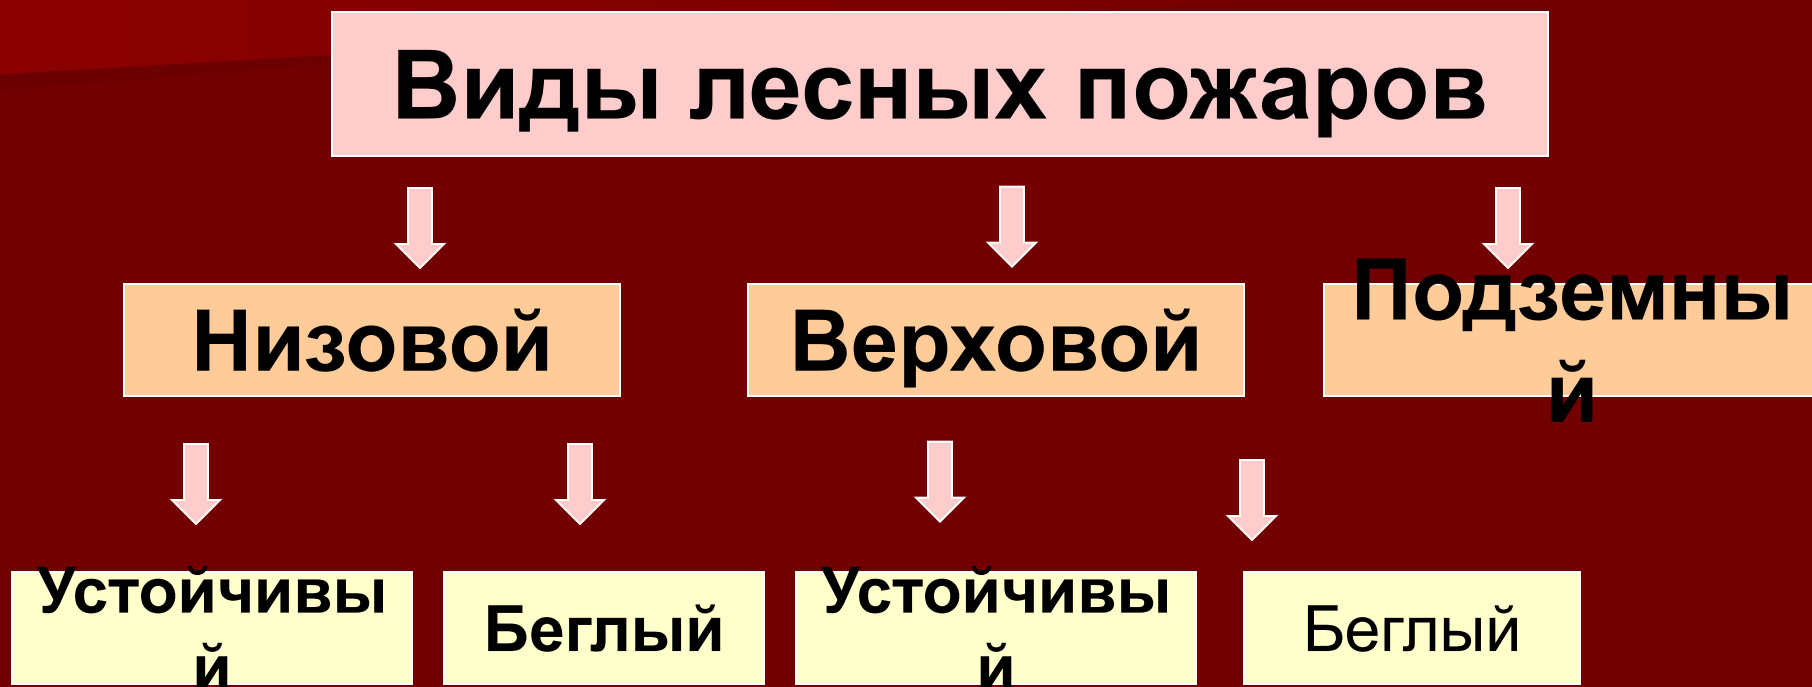 Виды лесных пожаров
Низовой
Верховой
Подземны
й
Устойчивы
й
Беглый
Устойчивы
й
Беглый